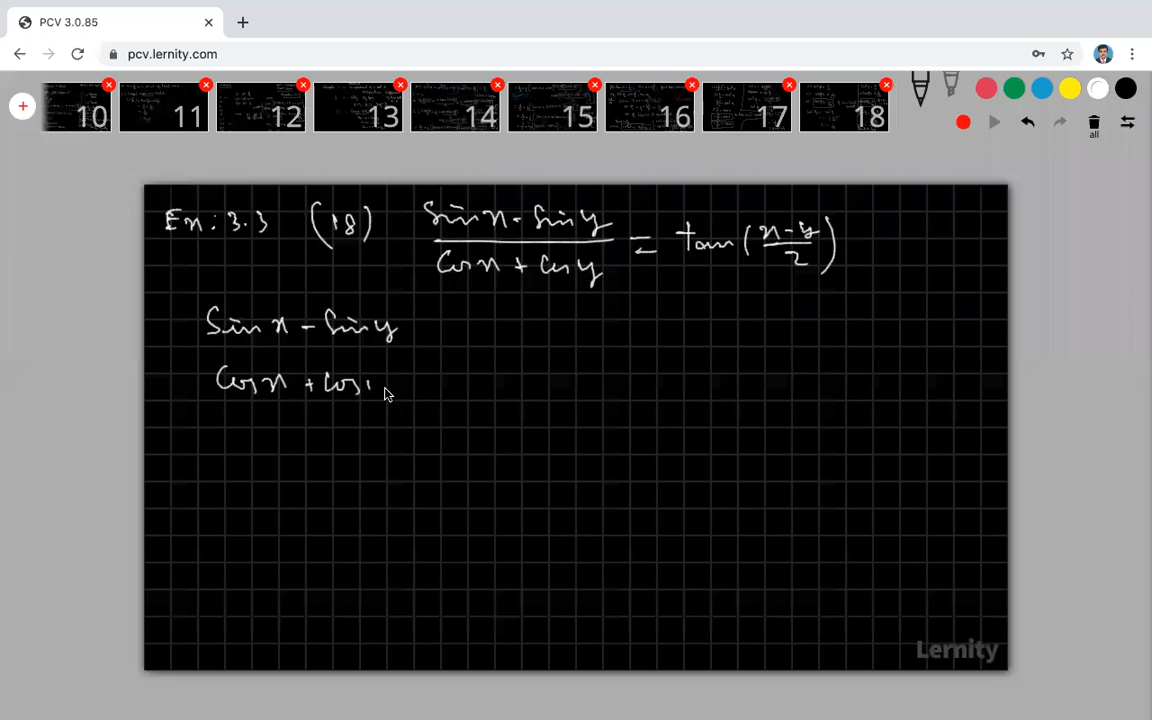 PCV 3.0.85
pcv.lernity.com
10 11 12 13 14 15 16 17 18
all
Ex: 3.3 (18) Sin x - Sin y / Cos x + Cos y = tan (x - y / 2)
Sin x - Sin y
Cos x + Cos
Lernity